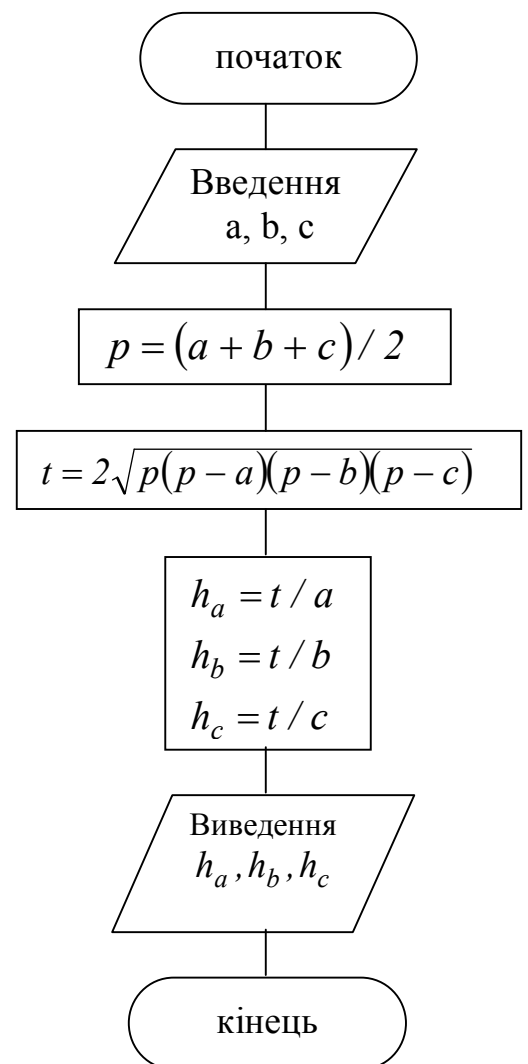 початок
Введення
a, b, c
p = (a + b + c) / 2
t = 2√p(p − a)(p − b)(p − c)
h_a = t / a
h_b = t / b
h_c = t / c
Виведення
h_a , h_b , h_c
кінець